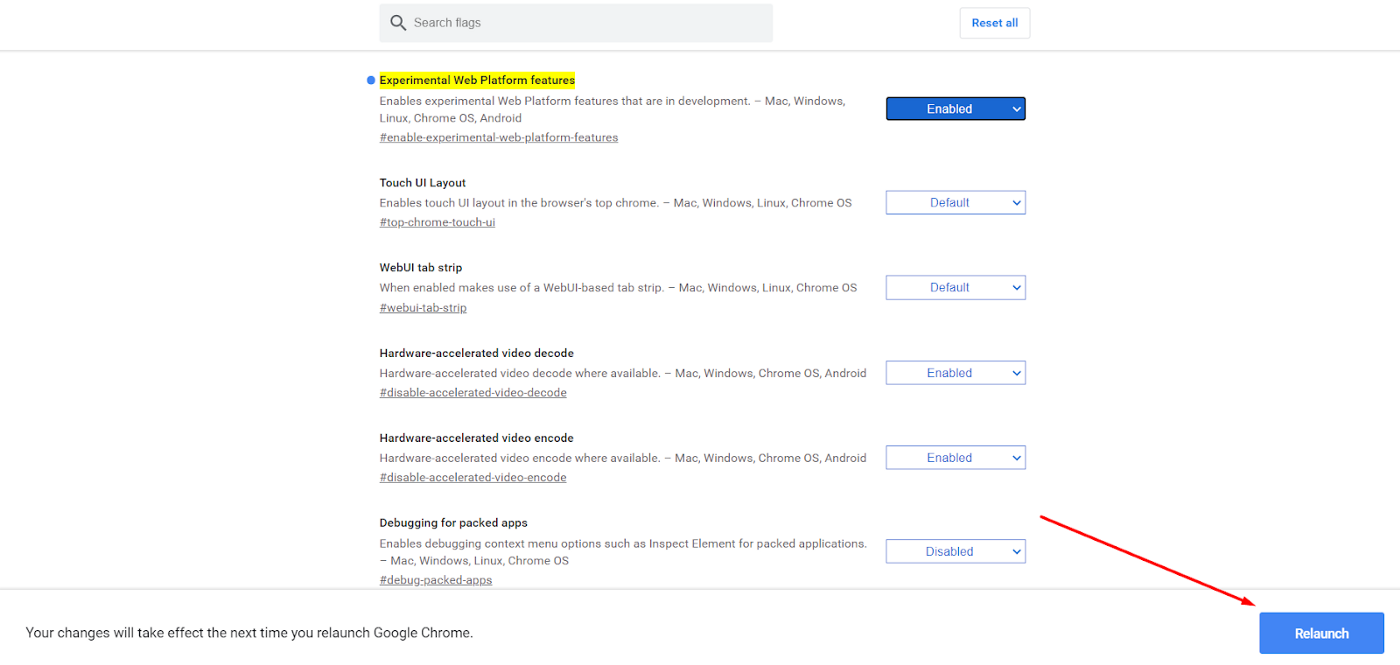 Search flags
Reset all
Experimental Web Platform features
Enables experimental Web Platform features that are in development. – Mac, Windows,
Linux, Chrome OS, Android
#enable-experimental-web-platform-features
Enabled
Touch UI Layout
Enables touch UI layout in the browser's top chrome. – Mac, Windows, Linux, Chrome OS
#top-chrome-touch-ui
Default
WebUI tab strip
When enabled makes use of a WebUI-based tab strip. – Mac, Windows, Linux, Chrome OS
#webui-tab-strip
Default
Hardware-accelerated video decode
Hardware-accelerated video decode where available. – Mac, Windows, Chrome OS, Android
#disable-accelerated-video-decode
Enabled
Hardware-accelerated video encode
Hardware-accelerated video encode where available. – Mac, Windows, Chrome OS, Android
#disable-accelerated-video-encode
Enabled
Debugging for packed apps
Enables debugging context menu options such as Inspect Element for packed applications.
– Mac, Windows, Linux, Chrome OS
#debug-packed-apps
Disabled
Your changes will take effect the next time you relaunch Google Chrome.
Relaunch